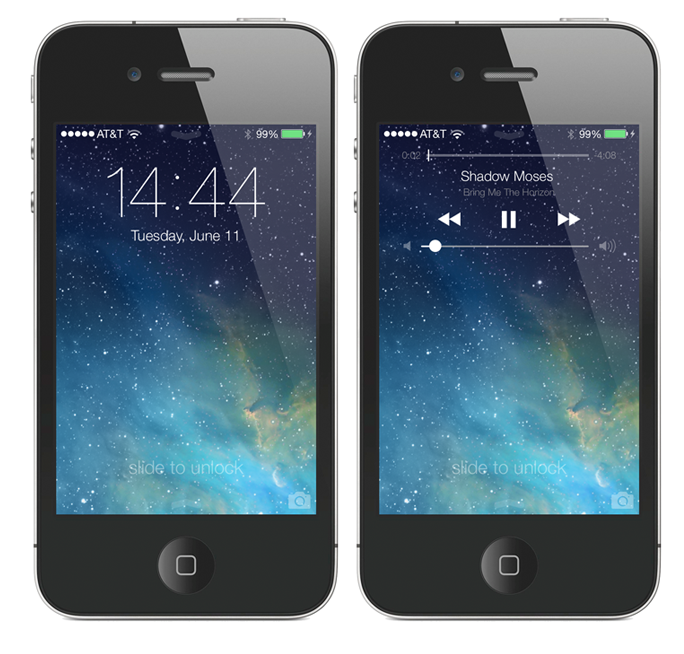 AT&T 99%
14:44
Tuesday, June 11
slide to unlock
AT&T 99%
0:02 -4:08
Shadow Moses
Bring Me The Horizon
slide to unlock